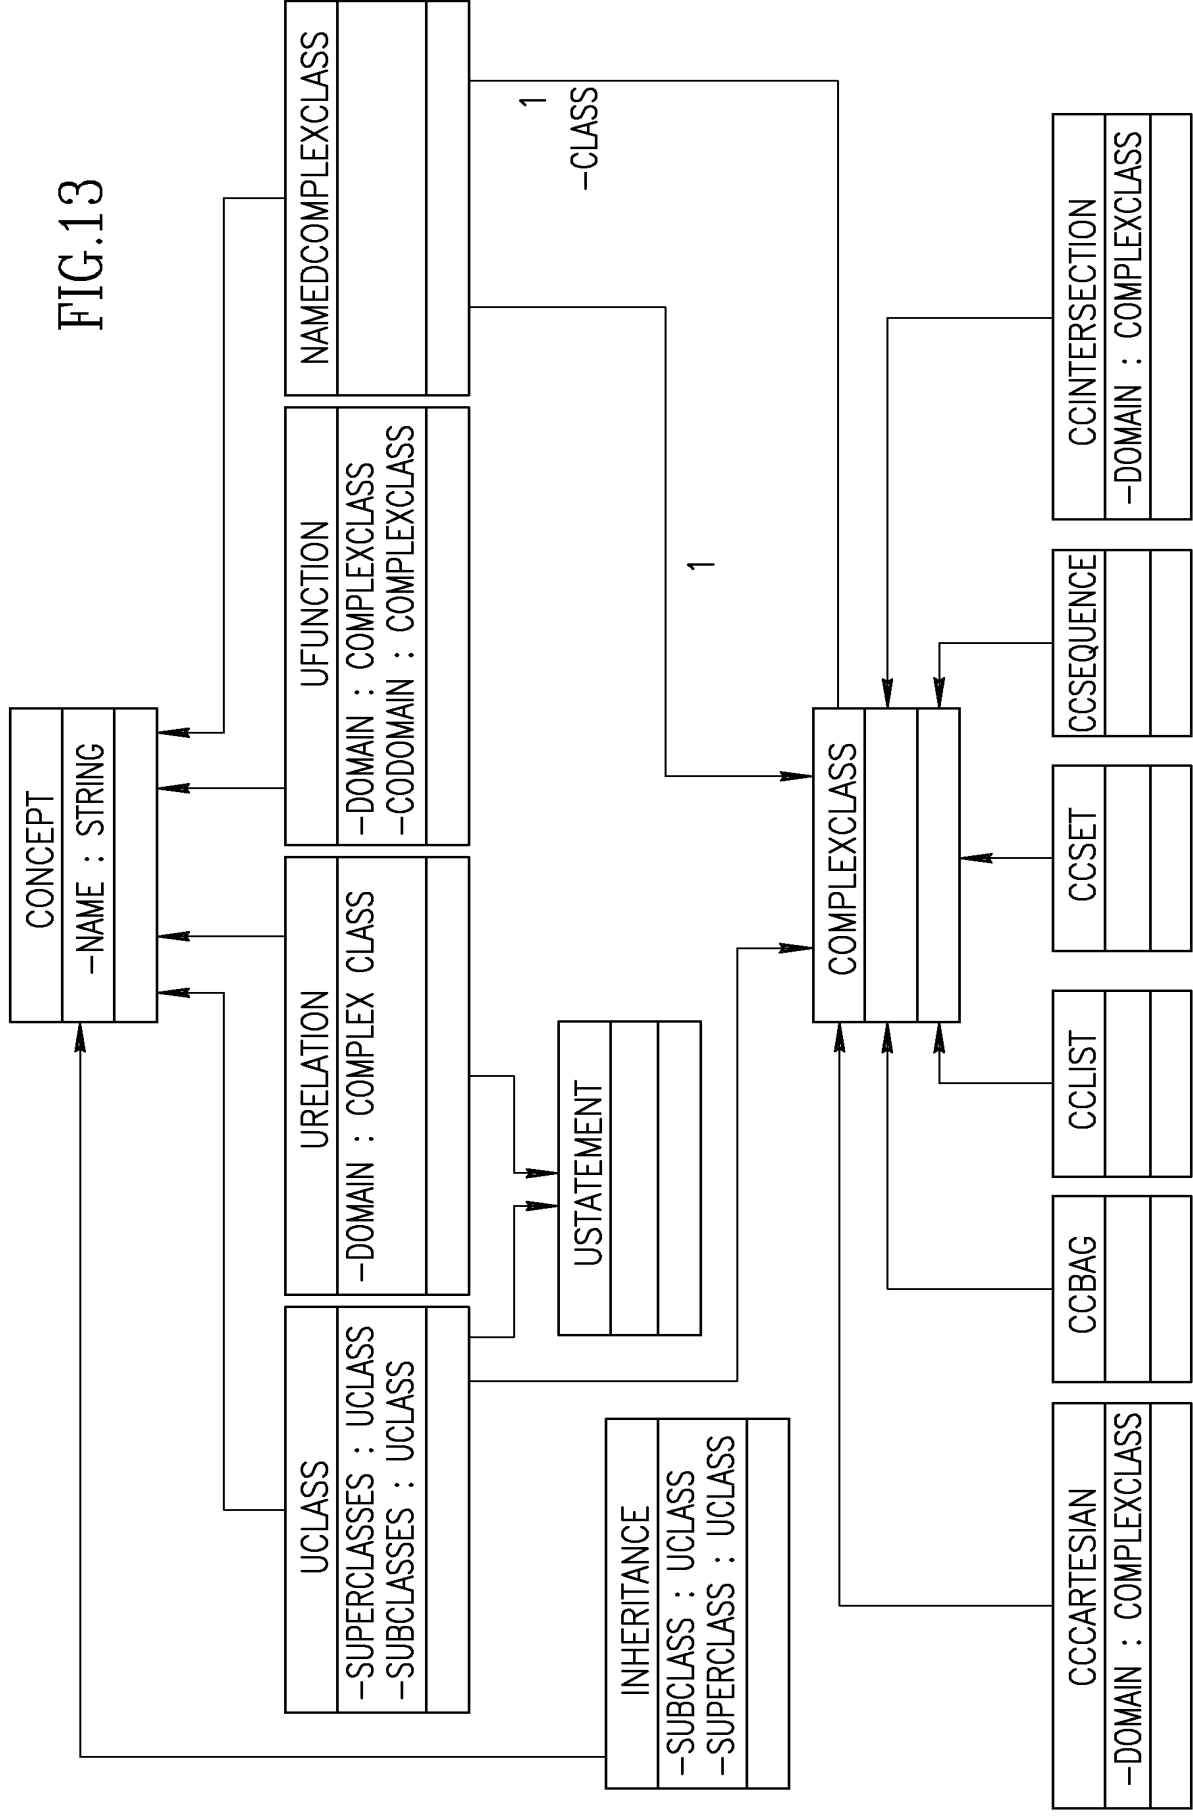 FIG.13
CONCEPT
-NAME : STRING
UCLASS
-SUPERCLASSES : UCLASS
-SUBCLASSES : UCLASS
URELATION
-DOMAIN : COMPLEX CLASS
UFUNCTION
-DOMAIN : COMPLEXCLASS
-CODOMAIN : COMPLEXCLASS
NAMEDCOMPLEXCLASS
1
-CLASS
USTATEMENT
1
INHERITANCE
-SUBCLASS : UCLASS
-SUPERCLASS : UCLASS
COMPLEXCLASS
CCCARTESIAN
-DOMAIN : COMPLEXCLASS
CCBAG
CCLIST
CCSET
CCSEQUENCE
CCINTERSECTION
-DOMAIN : COMPLEXCLASS